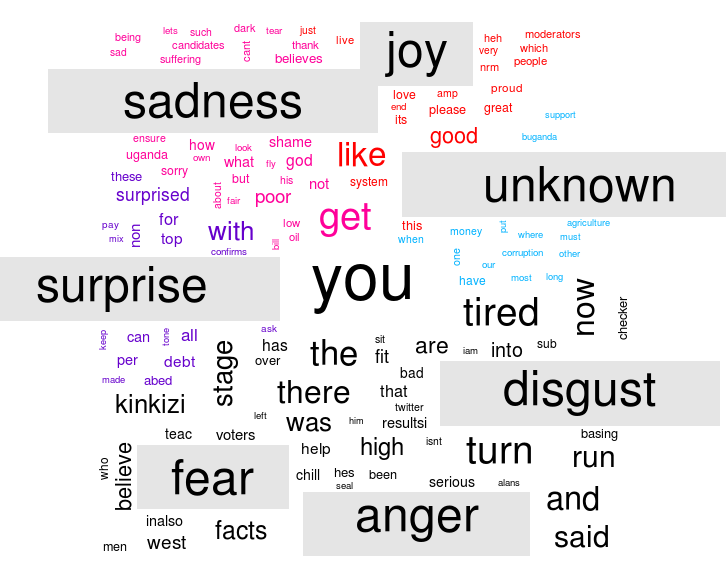 being lets such dark tear just live
sad candidates cant thank
suffering believes
joy
heh moderators
very which
nrm people
sadness
love amp proud
end please great
its
support
good buganda
ensure how look shame like
uganda own what fly god
these sorry but his not system
surprised about fair poor
unknown
pay for with low get this
mix non top bill oil when
confirms
money put where agriculture
must
one corruption other
our
have most long
surprise
you
tired now checker
keep can tone all ask
has sit are iam into sub
per debt stage over the fit
made abed bad
disgust
kinkizi there that
left was him twitter
resultsi
teac voters help high isnt turn basing
run
who believe
fear
chill hes been serious alans
seal
anger
and
inalso facts said
men west